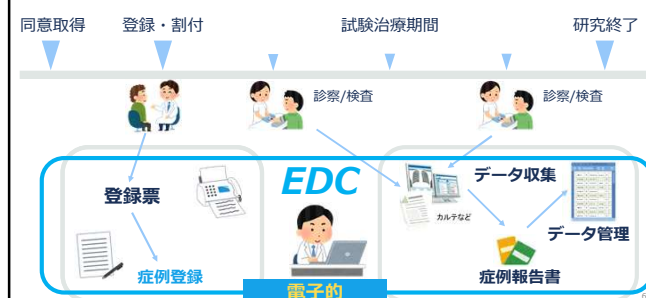 同意取得
登録・割付
試験治療期間
研究終了
診察/検査
診察/検査
登録票
EDC
データ収集
カルテなど
データ管理
症例登録
症例報告書
電子的